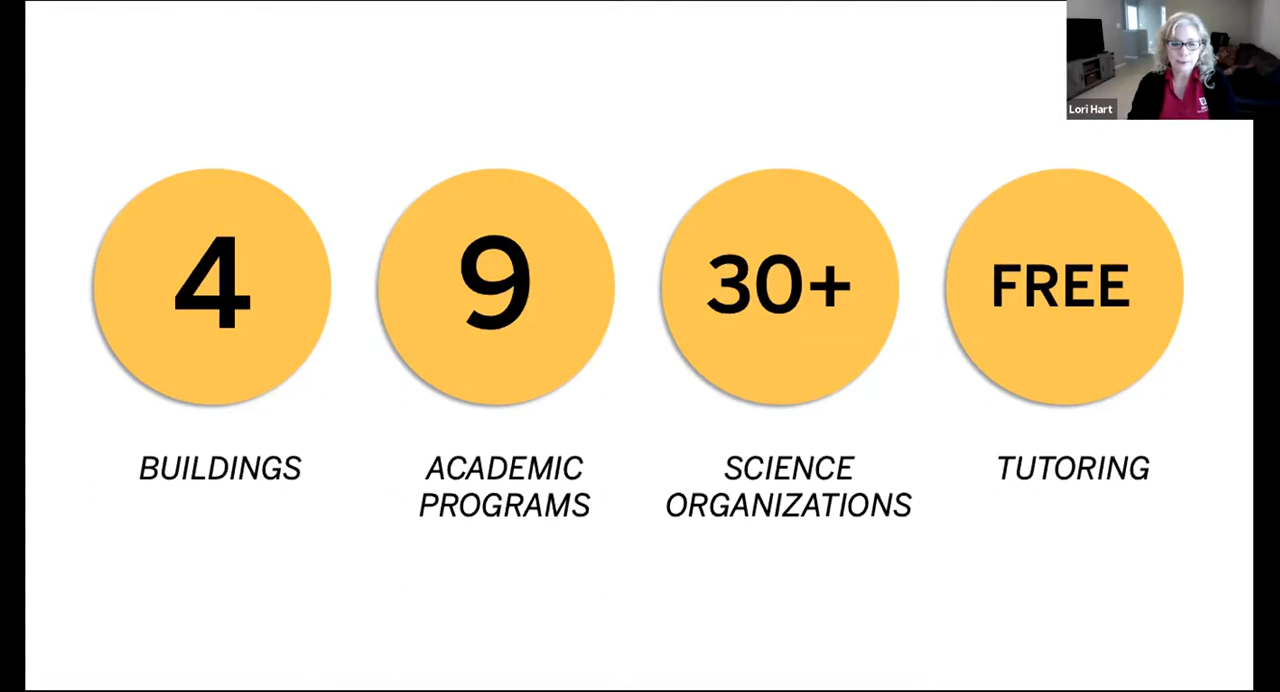 Lori Hart
4
9
30+
FREE
BUILDINGS
ACADEMIC
PROGRAMS
SCIENCE
ORGANIZATIONS
TUTORING